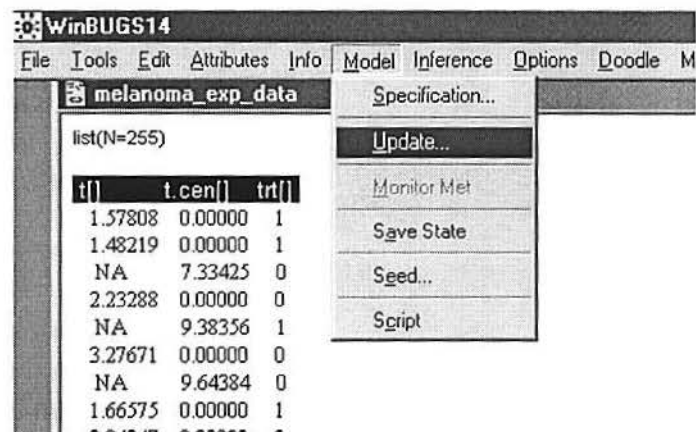 WinBUGS14
File Tools Edit Attributes Info Model Inference Options Doodle M
melanoma_exp_data
Specification...
Update...
Monitor Met
Save State
Seed...
Script
list(N=255)
t[] t.cen[] trt[]
1.57808 0.00000 1
1.48219 0.00000 1
NA 7.33425 0
2.23288 0.00000 0
NA 9.38356 1
3.27671 0.00000 0
NA 9.64384 0
1.66575 0.00000 1